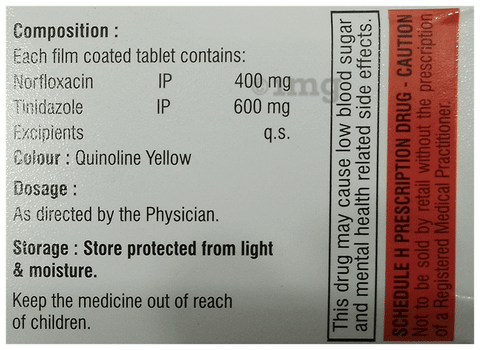 Composition :
Each film coated tablet contains:
Norfloxacin IP 400 mg
Tinidazole IP 600 mg
Excipients q.s.
Colour : Quinoline Yellow
Dosage :
As directed by the Physician.
Storage : Store protected from light
& moisture.
Keep the medicine out of reach
of children.
This drug may cause low blood sugar
and mental health related side effects.
SCHEDULE H PRESCRIPTION DRUG - CAUTION
Not to be sold by retail without the prescription
of a Registered Medical Practitioner.